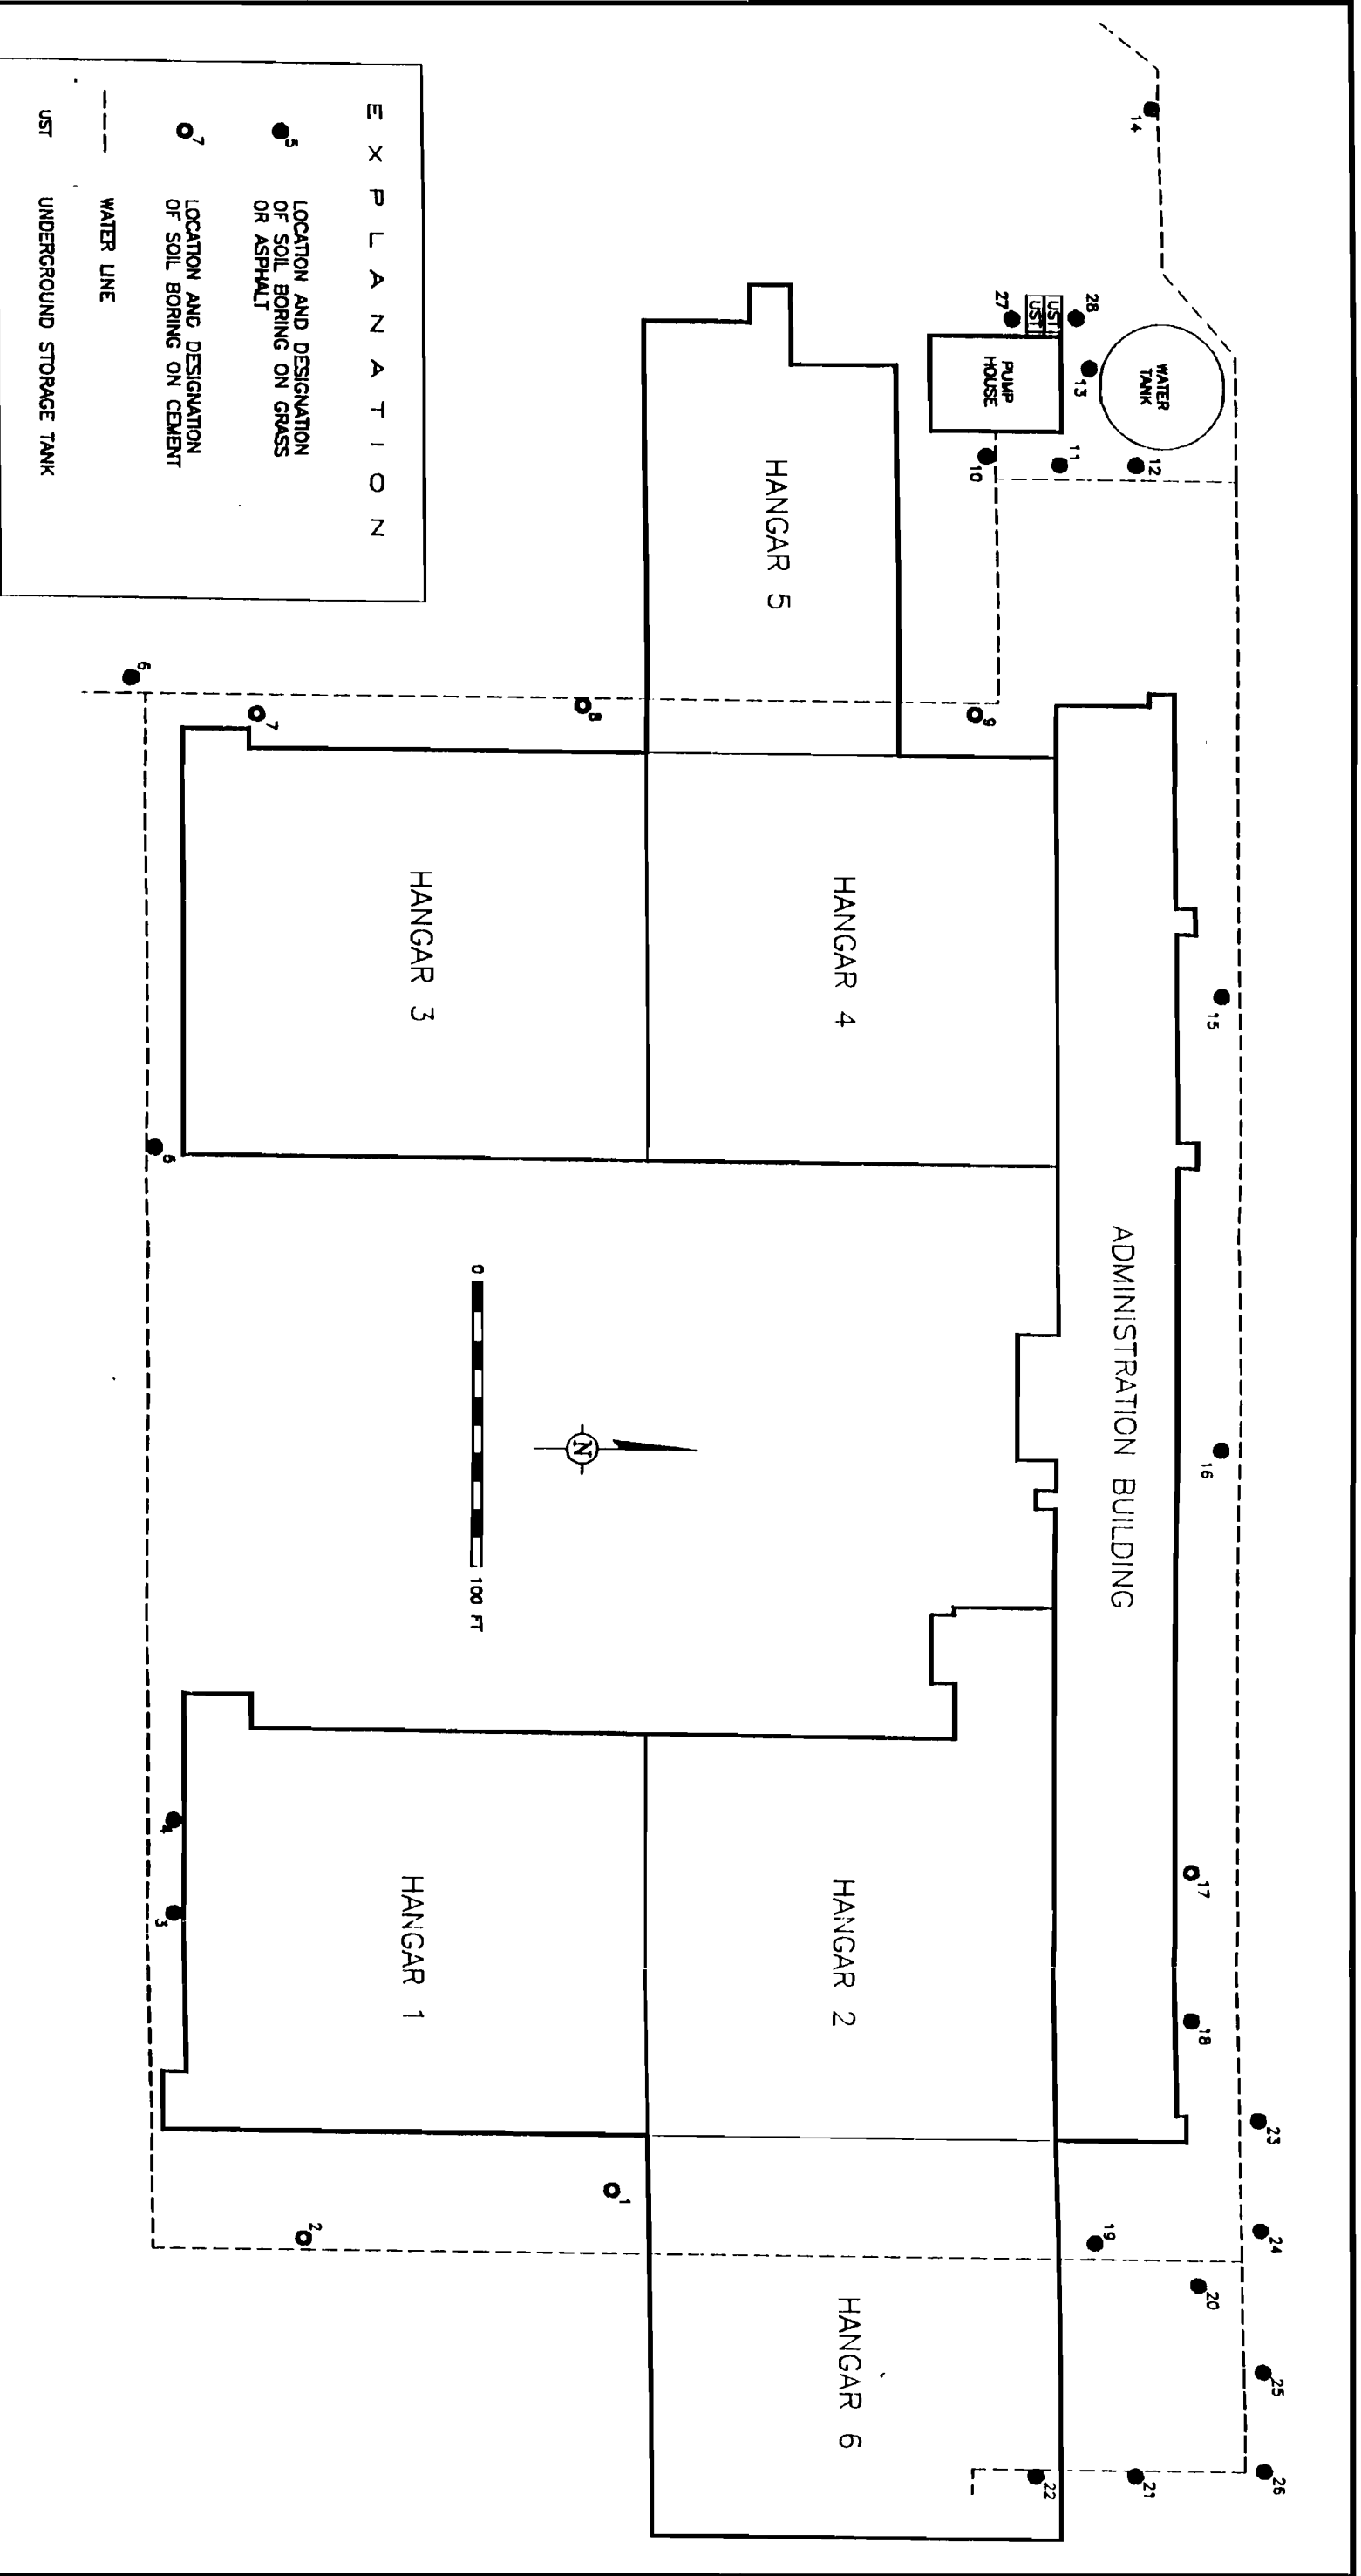 14
28
27
UST
UST
WATER
TANK
13
PUMP
HOUSE
12
11
10
HANGAR 5
9
8
7
6
HANGAR 4
HANGAR 3
15
5
ADMINISTRATION BUILDING
16
N
0
100 FT
17
18
4
3
HANGAR 2
HANGAR 1
23
24
19
20
1
2
25
26
21
22
HANGAR 6
EXPLANATION
5
LOCATION AND DESIGNATION
OF SOIL BORING ON GRASS
OR ASPHALT
7
LOCATION AND DESIGNATION
OF SOIL BORING ON CEMENT
WATER LINE
UST
UNDERGROUND STORAGE TANK